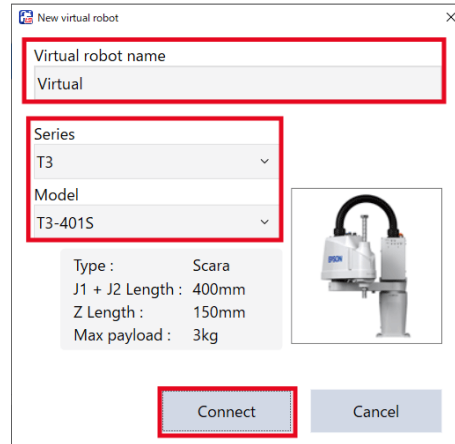 New virtual robot
Virtual robot name
Virtual
Series
T3
Model
T3-401S
Type : Scara
J1 + J2 Length : 400mm
Z Length : 150mm
Max payload : 3kg
EPSON
Connect
Cancel